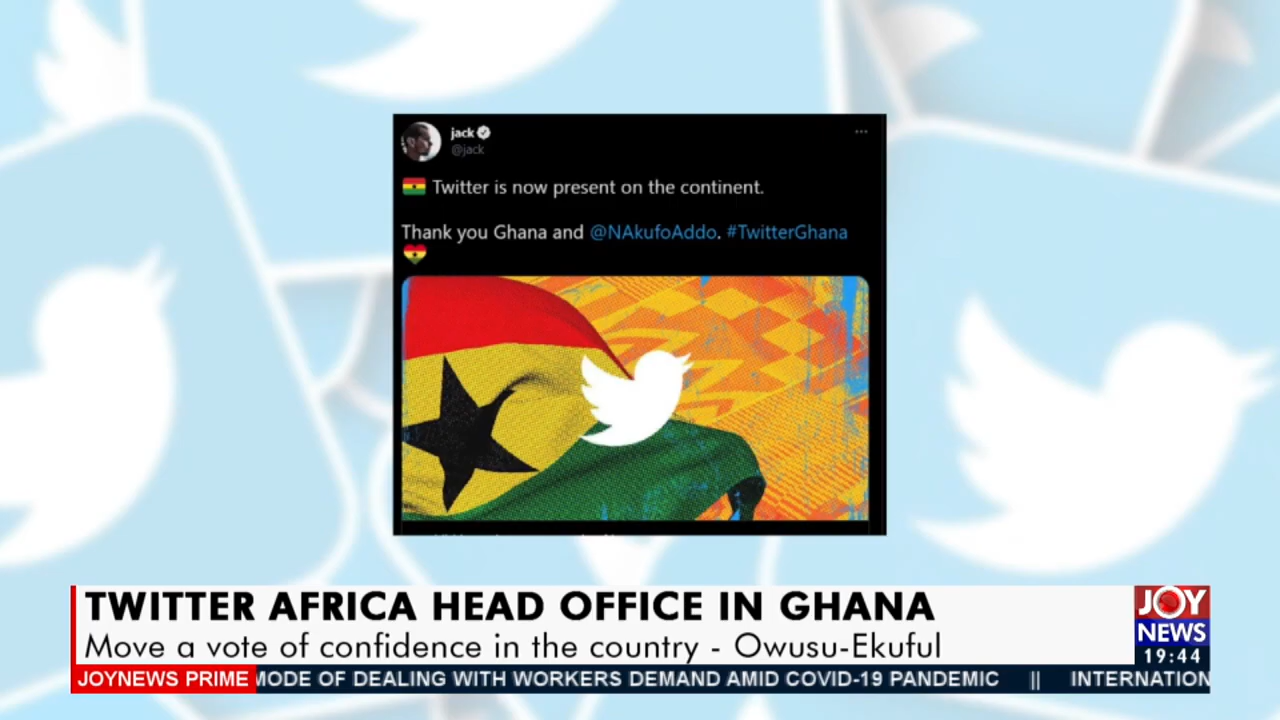 jack
@jack
Twitter is now present on the continent.
Thank you Ghana and @NAkufoAddo. #TwitterGhana
TWITTER AFRICA HEAD OFFICE IN GHANA
Move a vote of confidence in the country - Owusu-Ekuful
JOY
NEWS
19:44
JOYNEWS PRIME MODE OF DEALING WITH WORKERS DEMAND AMID COVID-19 PANDEMIC || INTERNATION